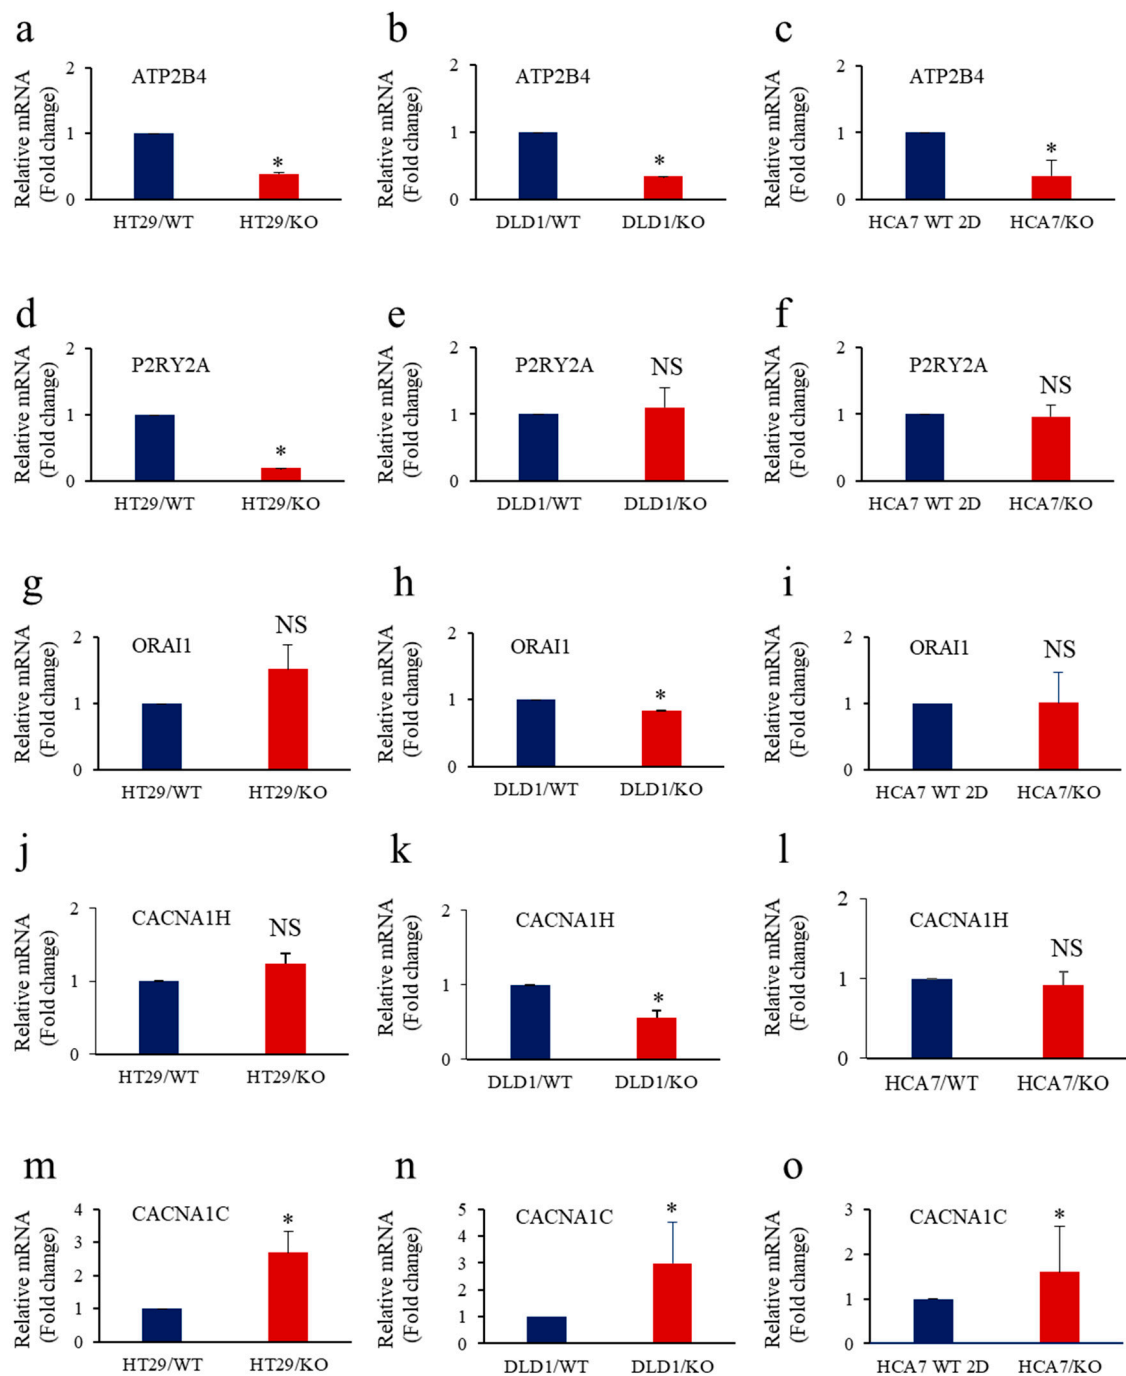 a
ATP2B4
Relative mRNA
(Fold change)
2
1
0
*
HT29/WT HT29/KO
b
ATP2B4
Relative mRNA
(Fold change)
2
1
0
*
DLD1/WT DLD1/KO
c
ATP2B4
Relative mRNA
(Fold change)
2
1
0
*
HCA7 WT 2D HCA7/KO
d
P2RY2A
Relative mRNA
(Fold change)
2
1
0
*
HT29/WT HT29/KO
e
P2RY2A
NS
Relative mRNA
(Fold change)
2
1
0
DLD1/WT DLD1/KO
f
P2RY2A
NS
Relative mRNA
(Fold change)
2
1
0
HCA7 WT 2D HCA7/KO
g
ORAI1
NS
Relative mRNA
(Fold change)
2
1
0
HT29/WT HT29/KO
h
ORAI1
Relative mRNA
(Fold change)
2
1
0
*
DLD1/WT DLD1/KO
i
ORAI1
NS
Relative mRNA
(Fold change)
2
1
0
HCA7 WT 2D HCA7/KO
j
CACNA1H
NS
Relative mRNA
(Fold change)
2
1
0
HT29/WT HT29/KO
k
CACNA1H
Relative mRNA
(Fold change)
2
1
0
*
DLD1/WT DLD1/KO
l
CACNA1H
NS
Relative mRNA
(Fold change)
2
1
0
HCA7/WT HCA7/KO
m
CACNA1C
*
Relative mRNA
(Fold change)
4
3
2
1
0
HT29/WT HT29/KO
n
CACNA1C
*
Relative mRNA
(Fold change)
5
4
3
2
1
0
DLD1/WT DLD1/KO
o
CACNA1C
*
Relative mRNA
(Fold change)
3
2
1
0
HCA7 WT 2D HCA7/KO